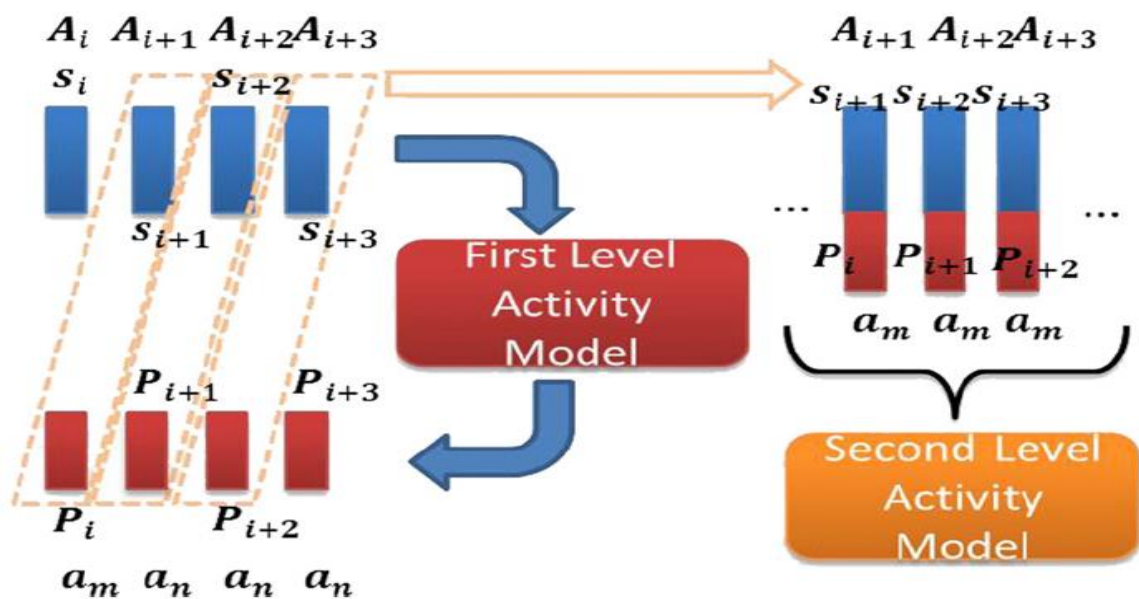 A_i A_{i+1} A_{i+2} A_{i+3}
s_i s_{i+2}
s_{i+1} s_{i+3}
First Level
Activity
Model
P_{i+1} P_{i+3}
P_i P_{i+2}
a_m a_n a_n a_n
A_{i+1} A_{i+2} A_{i+3}
s_{i+1} s_{i+2} s_{i+3}
... ...
P_i P_{i+1} P_{i+2}
a_m a_m a_m
Second Level
Activity
Model